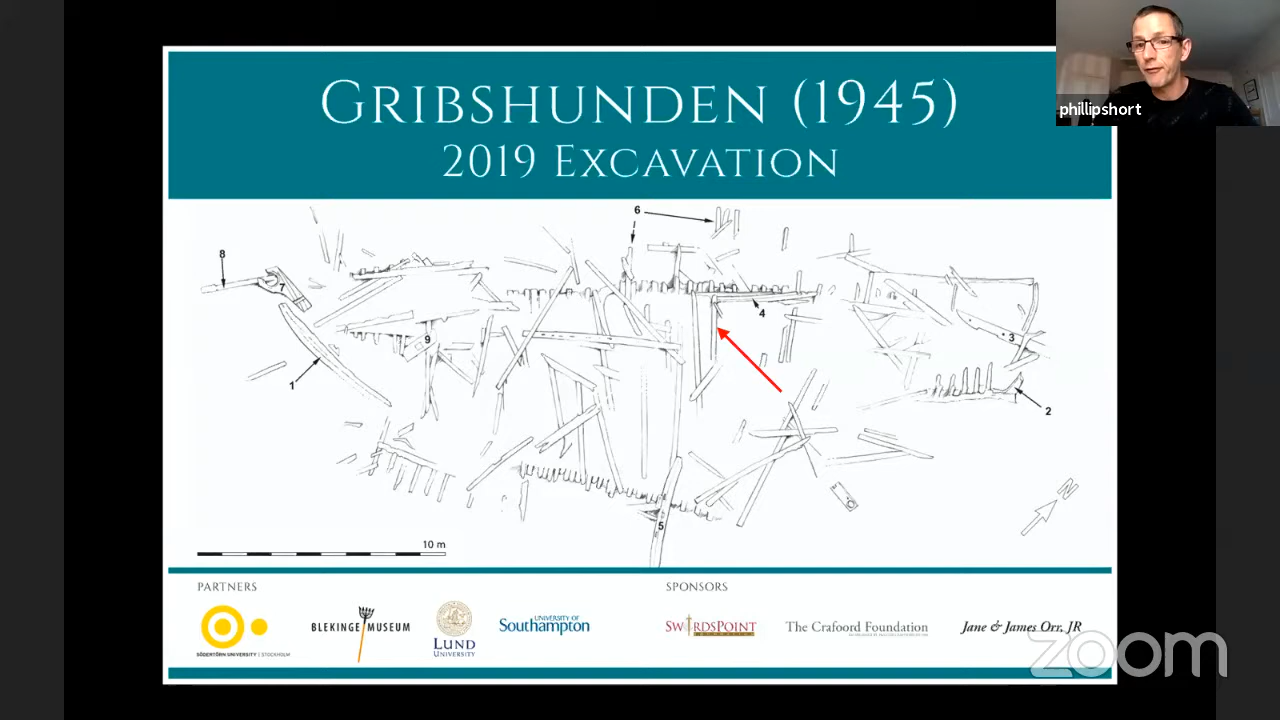 GRIBSHUNDEN (1945)
2019 EXCAVATION
phillipshort
6
8
7
4
9
3
1
2
5
N
10 m
PARTNERS
SPONSORS
SÖDERTÖRN UNIVERSITY | STOCKHOLM
BLEKINGE MUSEUM
LUND
UNIVERSITY
UNIVERSITY OF
Southampton
SWORDSPOINT
The Crafoord Foundation
Jane & James Orr, JR
zoom